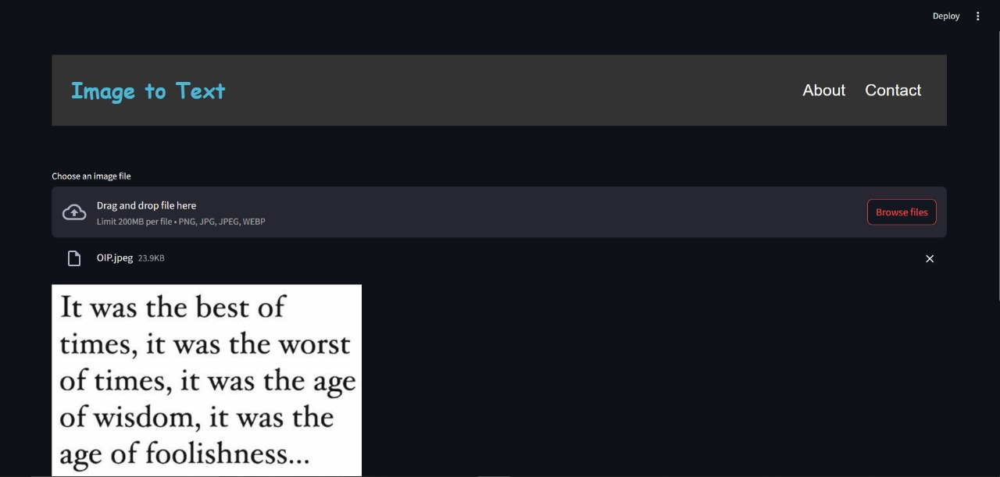 Deploy
Image to Text
About Contact
Choose an image file
Drag and drop file here
Limit 200MB per file • PNG, JPG, JPEG, WEBP
Browse files
OIP.jpeg 23.9KB
It was the best of
times, it was the worst
of times, it was the age
of wisdom, it was the
age of foolishness...